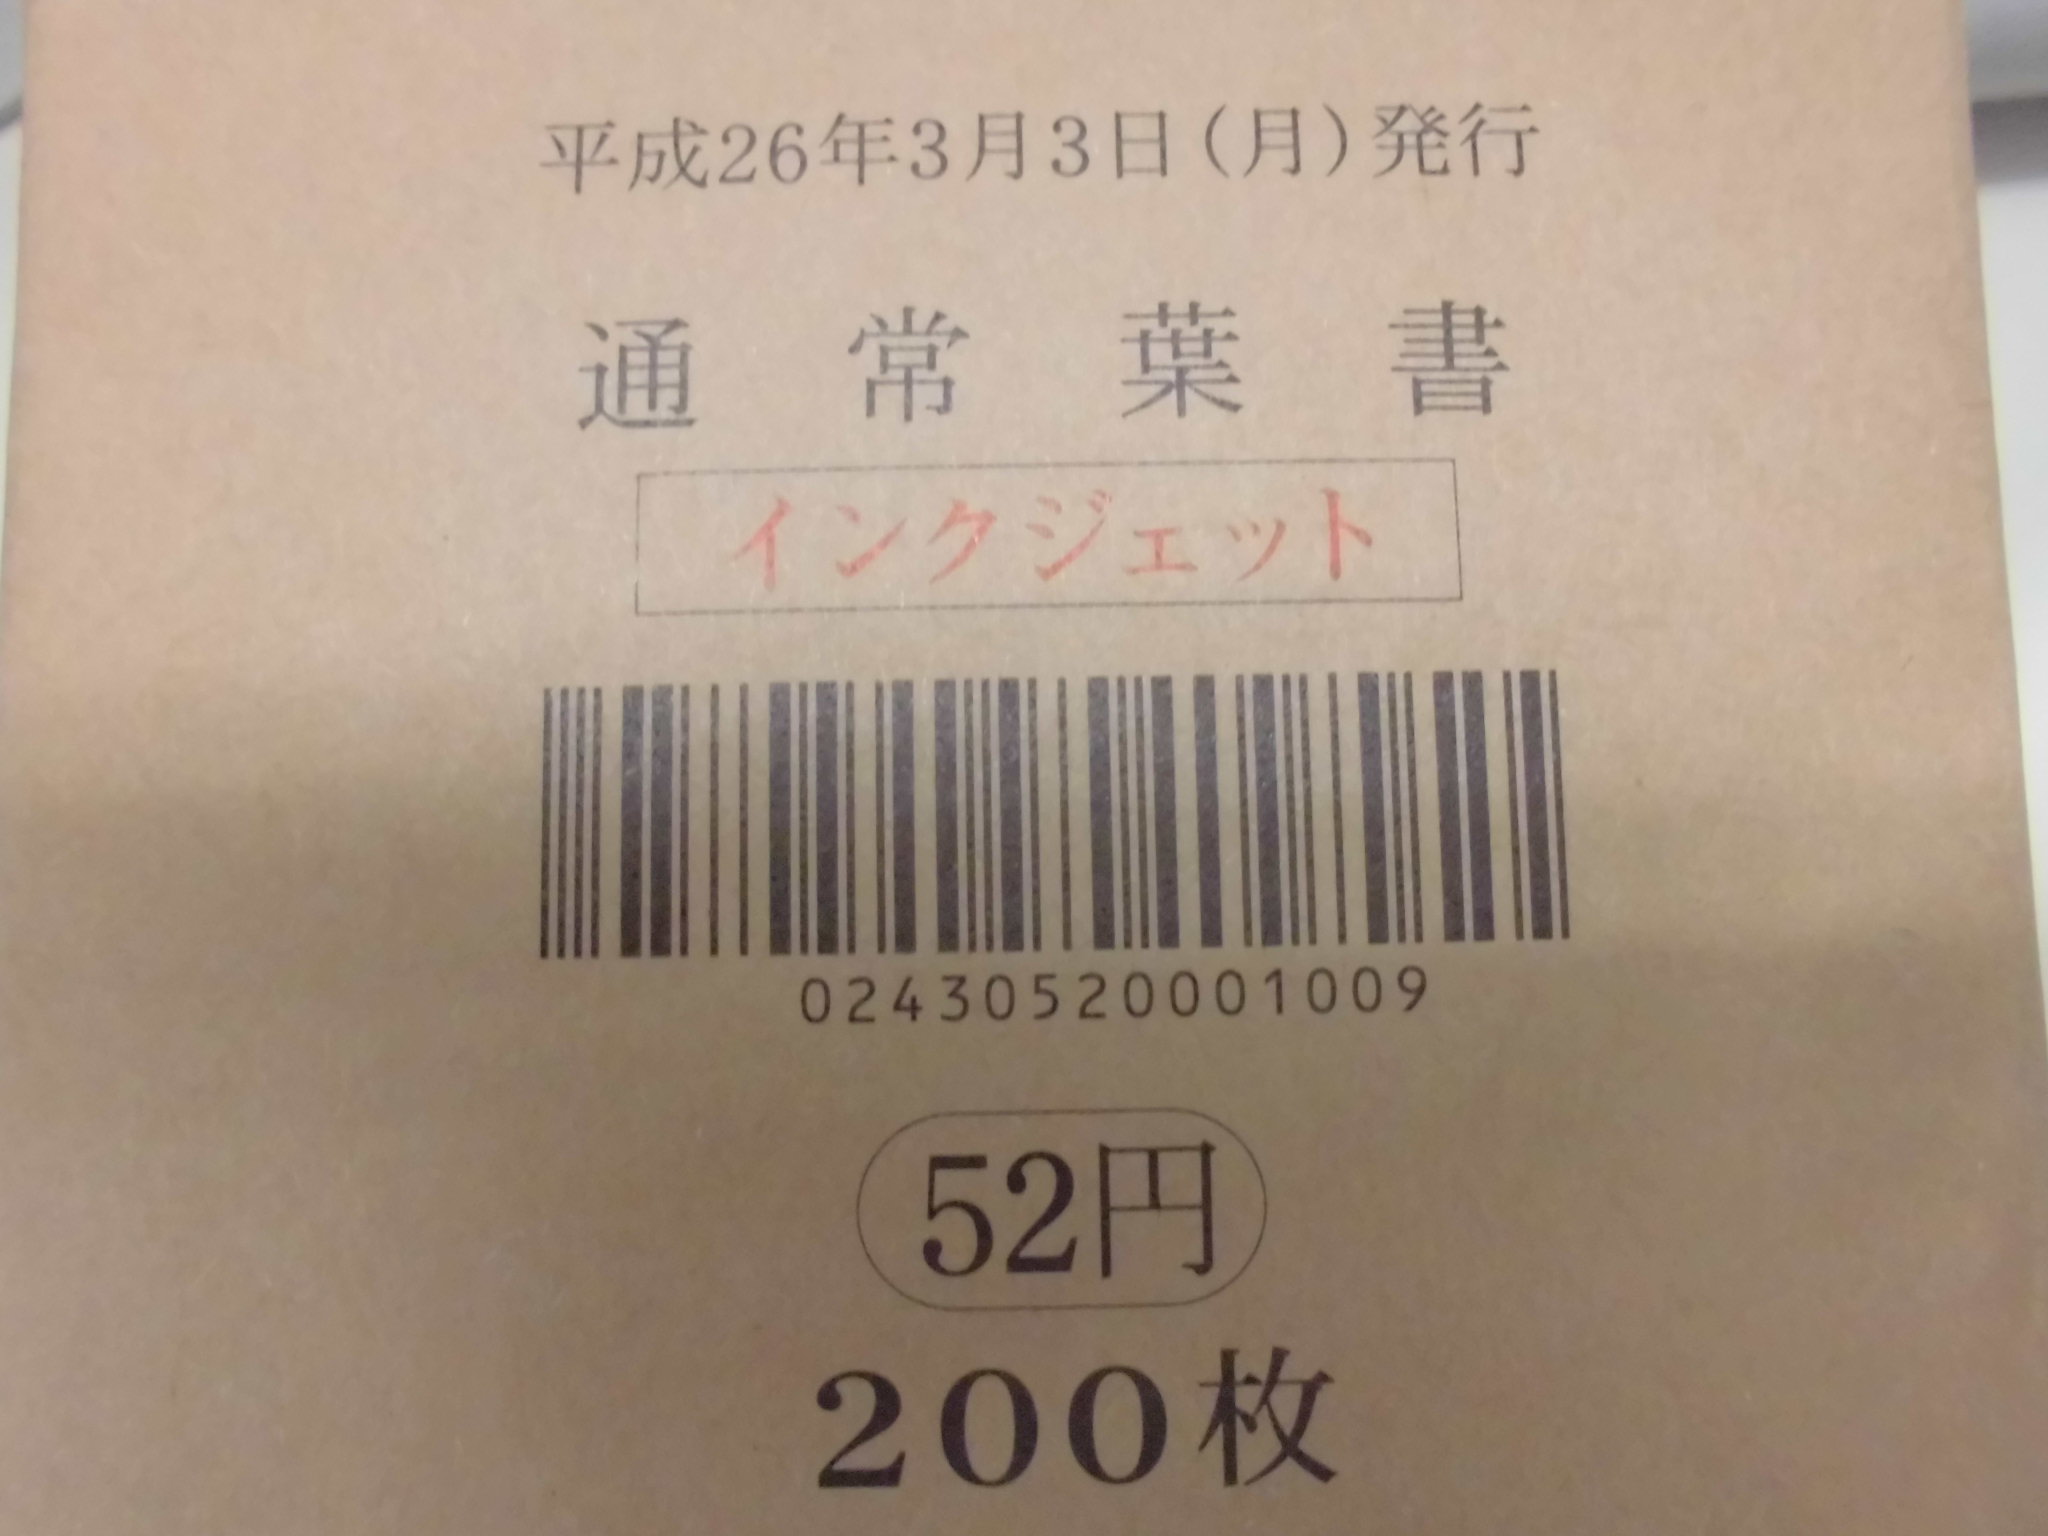 平成26年3月3日(月)発行
通常葉書
インクジェット
02430520001009
52円
200枚